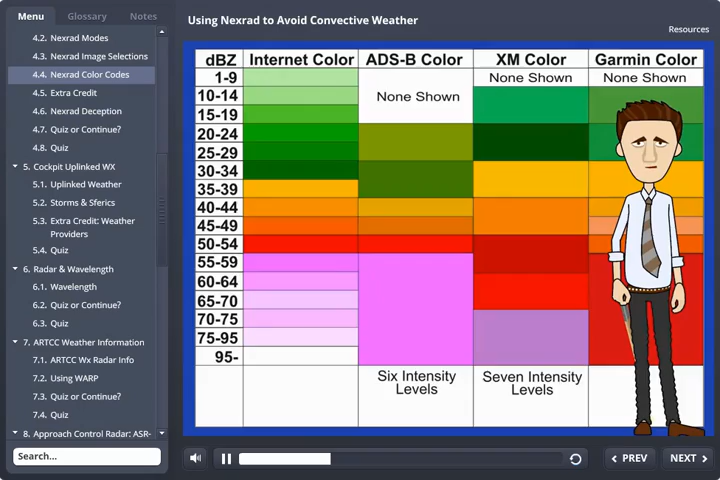 Menu
Glossary
Notes
Using Nexrad to Avoid Convective Weather
Resources
4.2. Nexrad Modes
4.3. Nexrad Image Selections
4.4. Nexrad Color Codes
4.5. Extra Credit
4.6. Nexrad Deception
4.7. Quiz or Continue?
4.8. Quiz
5. Cockpit Uplinked WX
5.1. Uplinked Weather
5.2. Storms & Sferics
5.3. Extra Credit: Weather
Providers
5.4. Quiz
6. Radar & Wavelength
6.1. Wavelength
6.2. Quiz or Continue?
6.3. Quiz
7. ARTCC Weather Information
7.1. ARTCC Wx Radar Info
7.2. Using WARP
7.3. Quiz or Continue?
7.4. Quiz
8. Approach Control Radar: ASR-
Search...
dBZ Internet Color ADS-B Color XM Color Garmin Color
1-9 None Shown None Shown
10-14 None Shown
15-19
20-24
25-29
30-34
35-39
40-44
45-49
50-54
55-59
60-64
65-70
70-75
75-95
95-
Six Intensity Levels
Seven Intensity Levels
PREV
NEXT